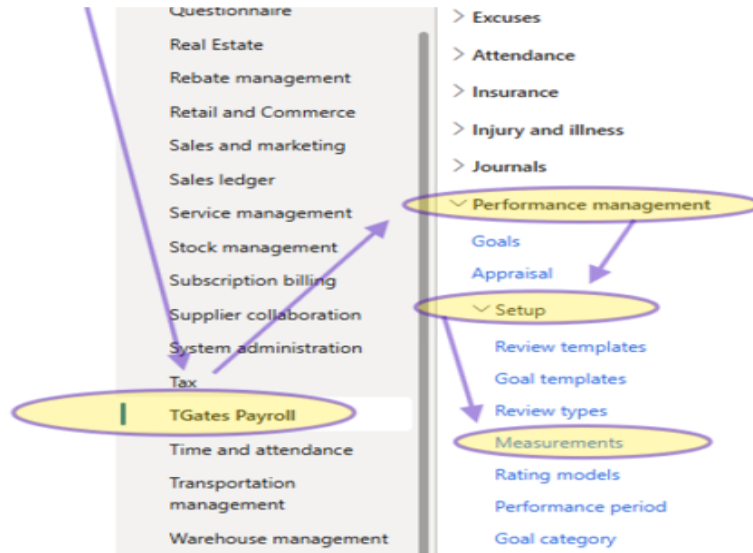 Questionnaire
Real Estate
Rebate management
Retail and Commerce
Sales and marketing
Sales ledger
Service management
Stock management
Subscription billing
Supplier collaboration
System administration
Tax
TGates Payroll
Time and attendance
Transportation
management
Warehouse management
Excuses
Attendance
Insurance
Injury and illness
Journals
Performance management
Goals
Appraisal
Setup
Review templates
Goal templates
Review types
Measurements
Rating models
Performance period
Goal category